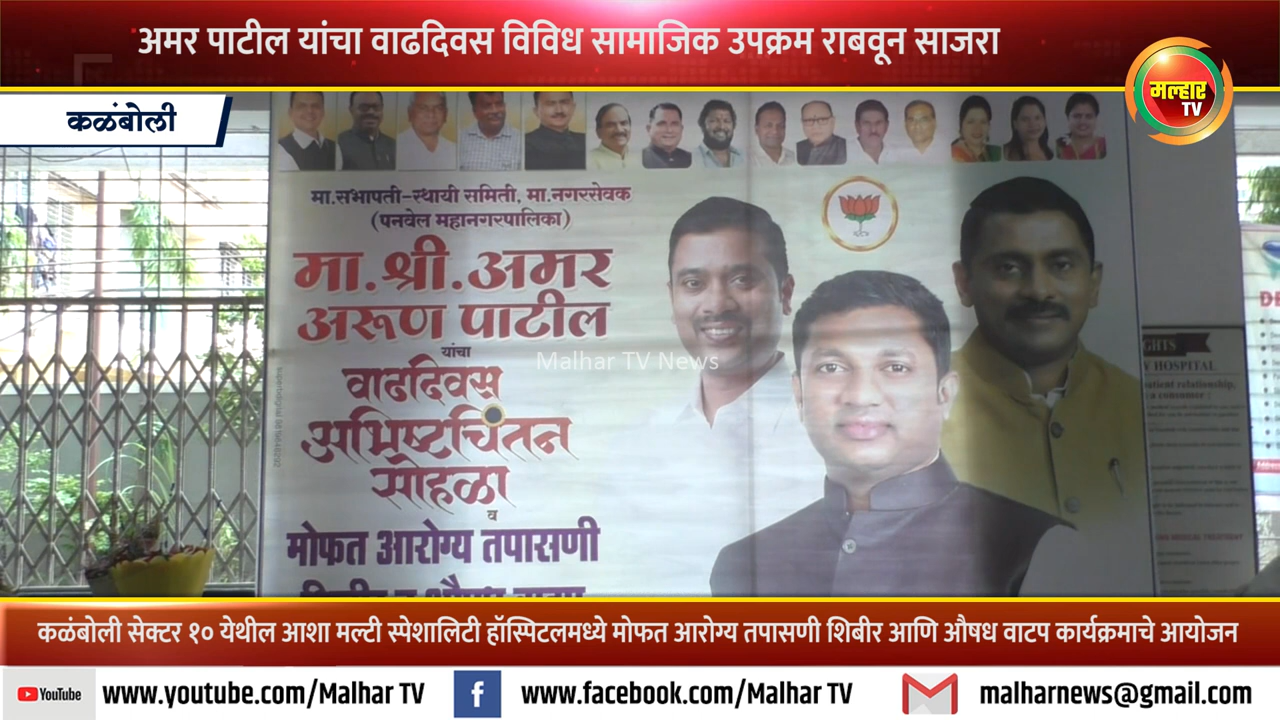 अमर पाटील यांचा वाढदिवस विविध सामाजिक उपक्रम राबवून साजरा
मल्हार
TV
कळंबोली
मा.सभापती-स्थायी समिती, मा.नगरसेवक
(पनवेल महानगरपालिका)
मा.श्री.अमर
अरूण पाटील
यांचा
वाढदिवस
अभिष्टचिंतन
सोहळा
व
मोफत आरोग्य तपासणी
Malhar TV News
GHTS
HOSPITAL
कळंबोली सेक्टर १० येथील आशा मल्टी स्पेशालिटी हॉस्पिटलमध्ये मोफत आरोग्य तपासणी शिबीर आणि औषध वाटप कार्यक्रमाचे आयोजन
YouTube
www.youtube.com/Malhar TV
f
www.facebook.com/Malhar TV
malharnews@gmail.com